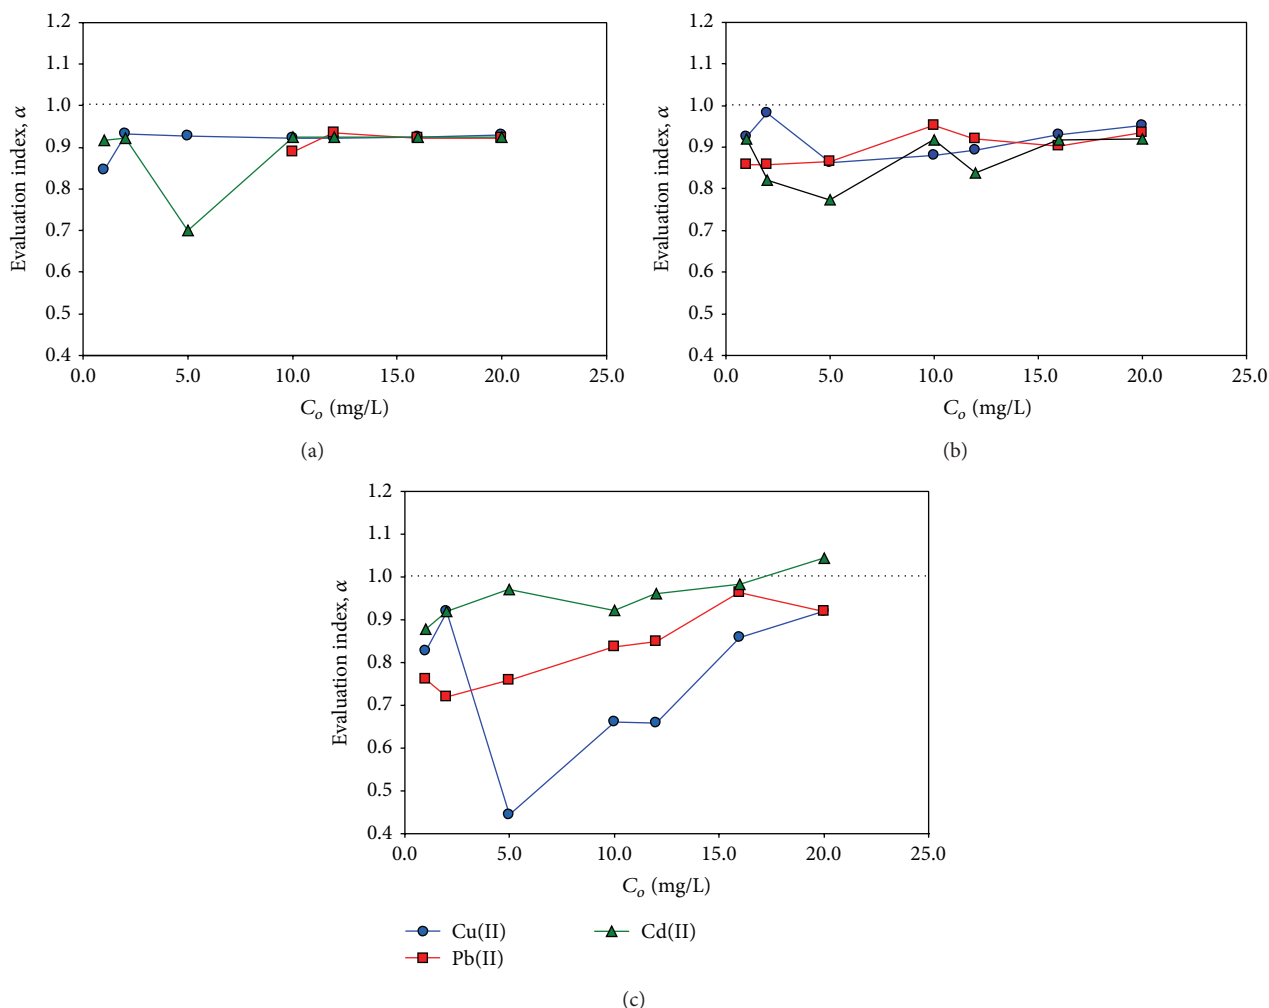 1.2
1.1
1.0
0.9
0.8
0.7
0.6
0.5
0.4
Evaluation index, α
0.0 5.0 10.0 15.0 20.0 25.0
C_o (mg/L)
(a)
1.2
1.1
1.0
0.9
0.8
0.7
0.6
0.5
0.4
Evaluation index, α
0.0 5.0 10.0 15.0 20.0 25.0
C_o (mg/L)
(b)
1.2
1.1
1.0
0.9
0.8
0.7
0.6
0.5
0.4
Evaluation index, α
0.0 5.0 10.0 15.0 20.0 25.0
C_o (mg/L)
Cu(II) Cd(II)
Pb(II)
(c)